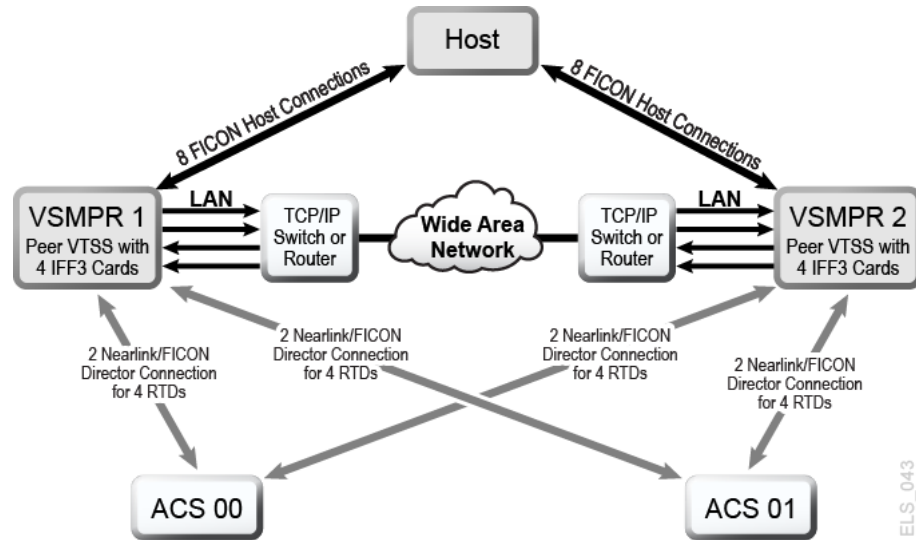 Host
8 FICON Host Connections
8 FICON Host Connections
VSMPR 1
Peer VTSS with
4 IFF3 Cards
LAN
TCP/IP
Switch or
Router
Wide Area
Network
TCP/IP
Switch or
Router
LAN
VSMPR 2
Peer VTSS with
4 IFF3 Cards
2 Nearlink/FICON
Director Connection
for 4 RTDs
2 Nearlink/FICON
Director Connection
for 4 RTDs
2 Nearlink/FICON
Director Connection
for 4 RTDs
2 Nearlink/FICON
Director Connection
for 4 RTDs
ACS 00
ACS 01
ELS_043